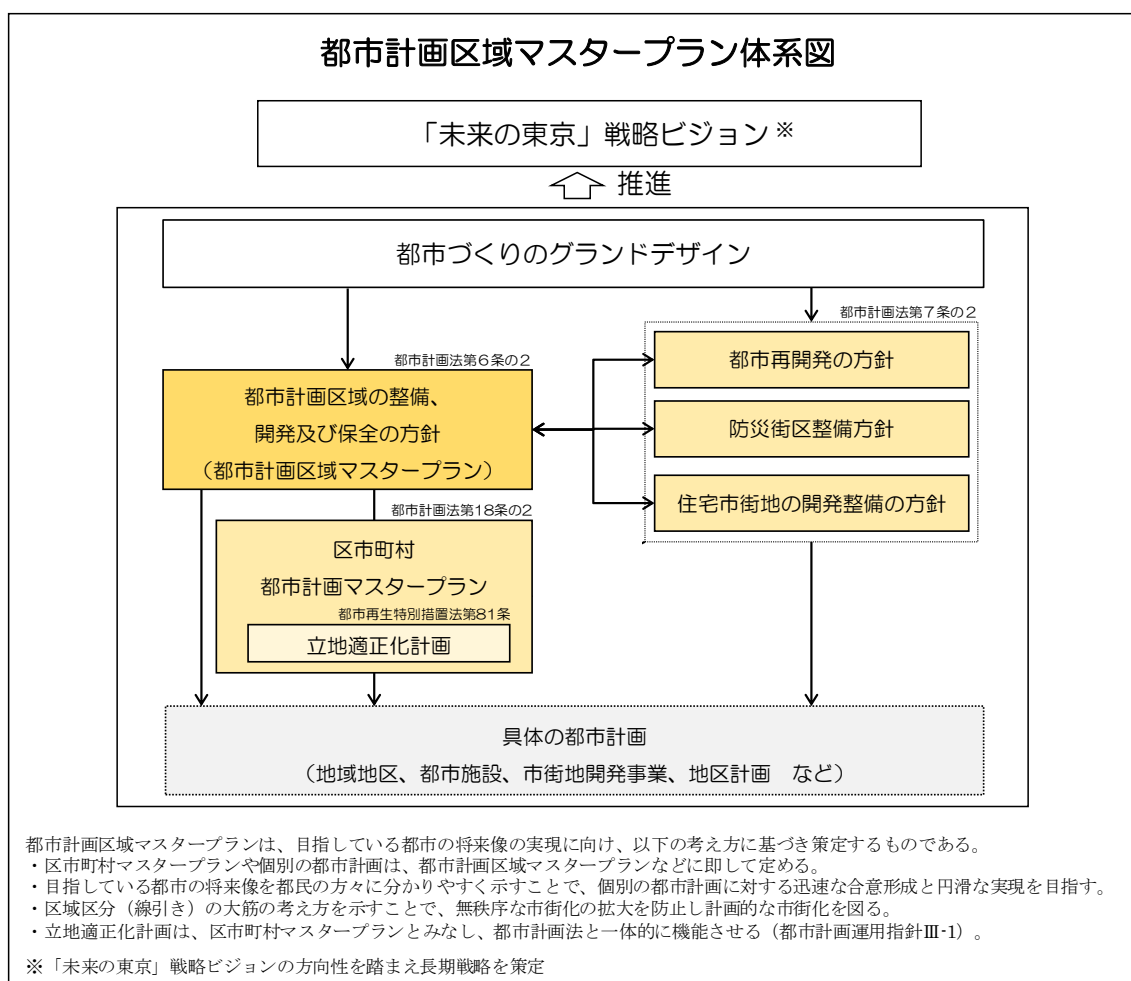 都市計画区域マスタープラン体系図
「未来の東京」戦略ビジョン※
推進
都市づくりのグランドデザイン
都市計画法第7条の2
都市計画法第6条の2
都市再開発の方針
都市計画区域の整備、
開発及び保全の方針
（都市計画区域マスタープラン）
防災街区整備方針
住宅市街地の開発整備の方針
都市計画法第18条の2
区市町村
都市計画マスタープラン
都市再生特別措置法第81条
立地適正化計画
具体の都市計画
（地域地区、都市施設、市街地開発事業、地区計画　など）
都市計画区域マスタープランは、目指している都市の将来像の実現に向け、以下の考え方に基づき策定するものである。
・区市町村マスタープランや個別の都市計画は、都市計画区域マスタープランなどに即して定める。
・目指している都市の将来像を都民の方々に分かりやすく示すことで、個別の都市計画に対する迅速な合意形成と円滑な実現を目指す。
・区域区分（線引き）の大筋の考え方を示すことで、無秩序な市街化の拡大を防止し計画的な市街化を図る。
・立地適正化計画は、区市町村マスタープランとみなし、都市計画法と一体的に機能させる（都市計画運用指針Ⅲ-1）。
※「未来の東京」戦略ビジョンの方向性を踏まえ長期戦略を策定